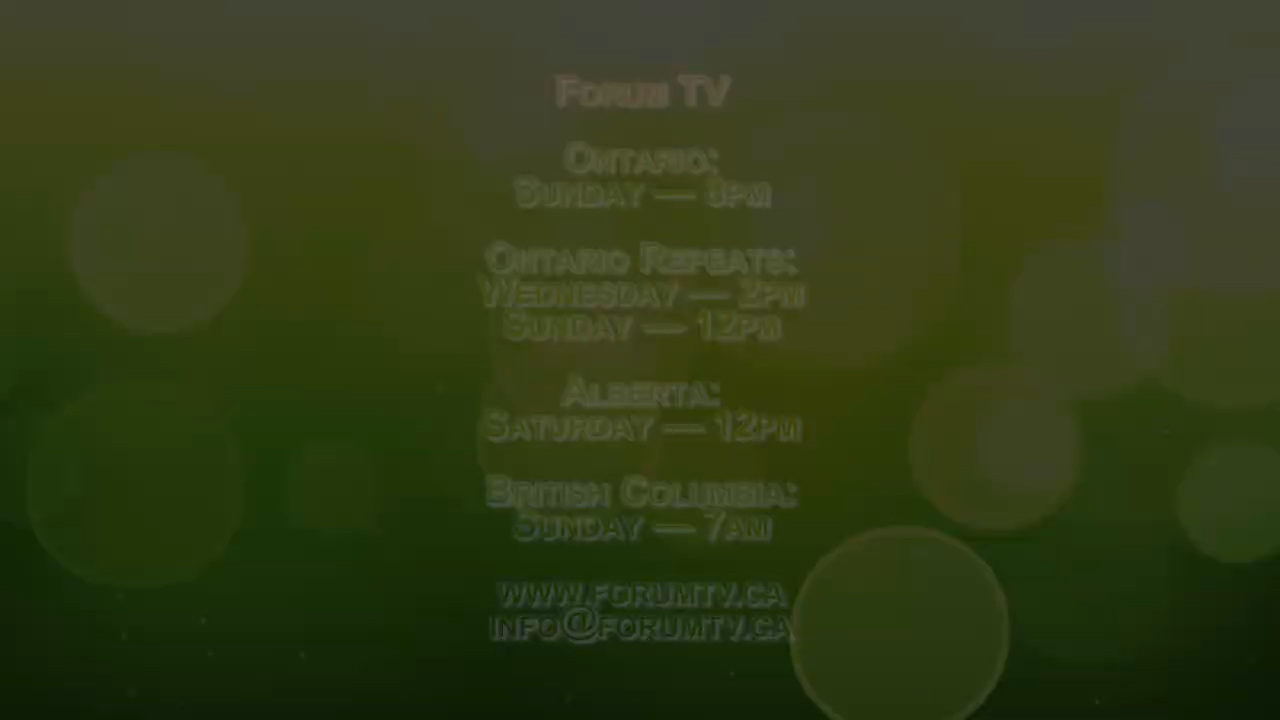 Forum TV
Ontario:
Sunday — 3pm
Ontario Repeats:
Wednesday — 2pm
Sunday — 12pm
Alberta:
Saturday — 12pm
British Columbia:
Sunday — 7am
www.forumtv.ca
info@forumtv.ca